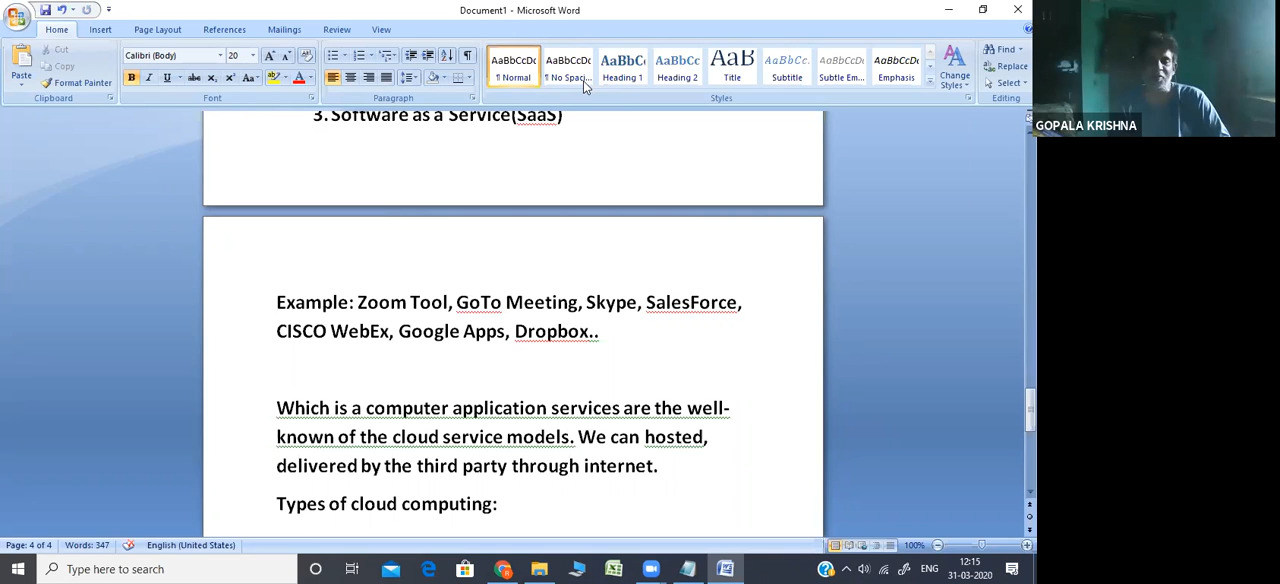 Document1 - Microsoft Word
Home Insert Page Layout References Mailings Review View
Paste
Cut
Copy
Format Painter
Clipboard
Calibri (Body) 20
Font
Paragraph
AaBbCcDc AaBbCcDc AaBbC AaBbCc AaB AaBbCc. AaBbCcDc AaBbCcDc
¶ Normal ¶ No Spaci... Heading 1 Heading 2 Title Subtitle Subtle Em... Emphasis
Styles
Change
Styles
Find
Replace
Select
Editing
GOPALA KRISHNA
3. Software as a Service(SaaS)
Example: Zoom Tool, GoTo Meeting, Skype, SalesForce,
CISCO WebEx, Google Apps, Dropbox..
Which is a computer application services are the well-
known of the cloud service models. We can hosted,
delivered by the third party through internet.
Types of cloud computing:
Page: 4 of 4 Words: 347 English (United States) 100%
Type here to search
ENG
12:15
31-03-2020